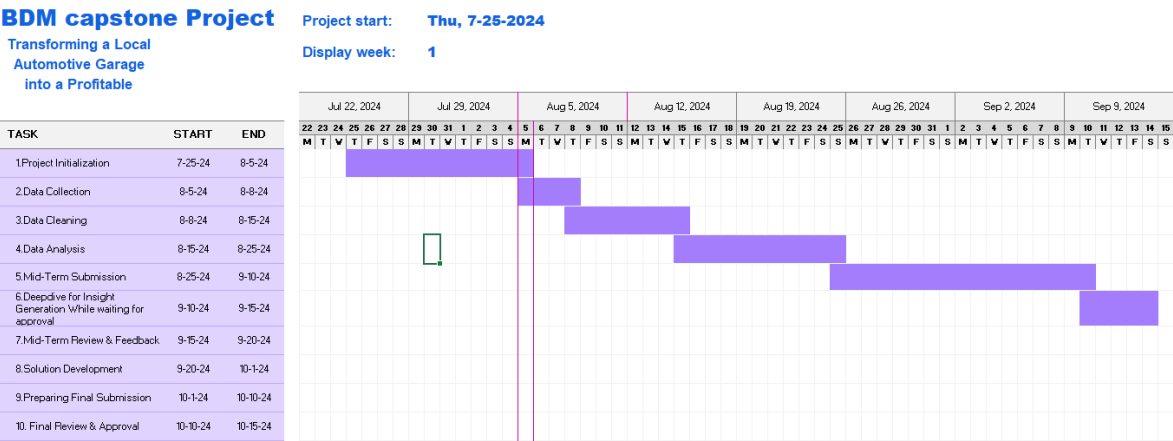 BDM capstone Project
Project start: Thu, 7-25-2024
Transforming a Local
Automotive Garage
into a Profitable
Display week: 1
Jul 22, 2024 Jul 29, 2024 Aug 5, 2024 Aug 12, 2024 Aug 19, 2024 Aug 26, 2024 Sep 2, 2024 Sep 9, 2024
TASK START END
22 23 24 25 26 27 28 29 30 31 1 2 3 4 5 6 7 8 9 10 11 12 13 14 15 16 17 18 19 20 21 22 23 24 25 26 27 28 29 30 31 1 2 3 4 5 6 7 8 9 10 11 12 13 14 15
M T W T F S S M T W T F S S M T W T F S S M T W T F S S M T W T F S S M T W T F S S M T W T F S S M T W T F S S
1.Project Initialization 7-25-24 8-5-24
2.Data Collection 8-5-24 8-8-24
3.Data Cleaning 8-8-24 8-15-24
4.Data Analysis 8-15-24 8-25-24
5.Mid-Term Submission 8-25-24 9-10-24
6.Deepdive for Insight
Generation While waiting for 9-10-24 9-15-24
approval
7.Mid-Term Review & Feedback 9-15-24 9-20-24
8.Solution Development 9-20-24 10-1-24
9.Preparing Final Submission 10-1-24 10-10-24
10. Final Review & Approval 10-10-24 10-15-24